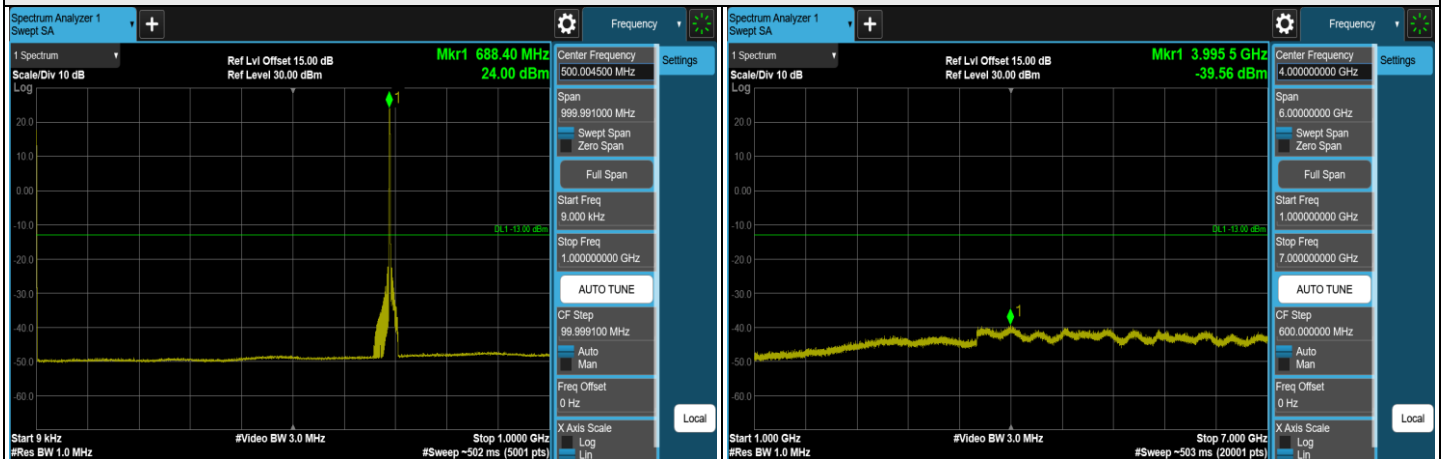 Spectrum Analyzer 1
Swept SA
+
Frequency
1 Spectrum
Scale/Div 10 dB
Log
Ref Lvl Offset 15.00 dB
Ref Level 30.00 dBm
Mkr1 688.40 MHz
24.00 dBm
1
20.0
10.0
0.00
-10.0
DL1 -13.00 dBm
-30.0
-40.0
-50.0
-60.0
Start 9 kHz
#Res BW 1.0 MHz
#Video BW 3.0 MHz
Stop 1.0000 GHz
#Sweep ~502 ms (5001 pts)
Center Frequency
500.004500 MHz
Settings
Span
999.991000 MHz
Swept Span
Zero Span
Full Span
Start Freq
9.000 kHz
Stop Freq
1.000000000 GHz
AUTO TUNE
CF Step
99.999100 MHz
Auto
Man
Freq Offset
0 Hz
X Axis Scale
Log
Lin
Local
Spectrum Analyzer 1
Swept SA
+
Frequency
1 Spectrum
Scale/Div 10 dB
Log
Ref Lvl Offset 15.00 dB
Ref Level 30.00 dBm
Mkr1 3.995 5 GHz
-39.56 dBm
20.0
10.0
0.00
-10.0
DL1 -13.00 dBm
-30.0
1
-40.0
-50.0
-60.0
Start 1.000 GHz
#Res BW 1.0 MHz
#Video BW 3.0 MHz
Stop 7.000 GHz
#Sweep ~503 ms (20001 pts)
Center Frequency
4.000000000 GHz
Settings
Span
6.00000000 GHz
Swept Span
Zero Span
Full Span
Start Freq
1.000000000 GHz
Stop Freq
7.000000000 GHz
AUTO TUNE
CF Step
600.000000 MHz
Auto
Man
Freq Offset
0 Hz
X Axis Scale
Log
Lin
Local